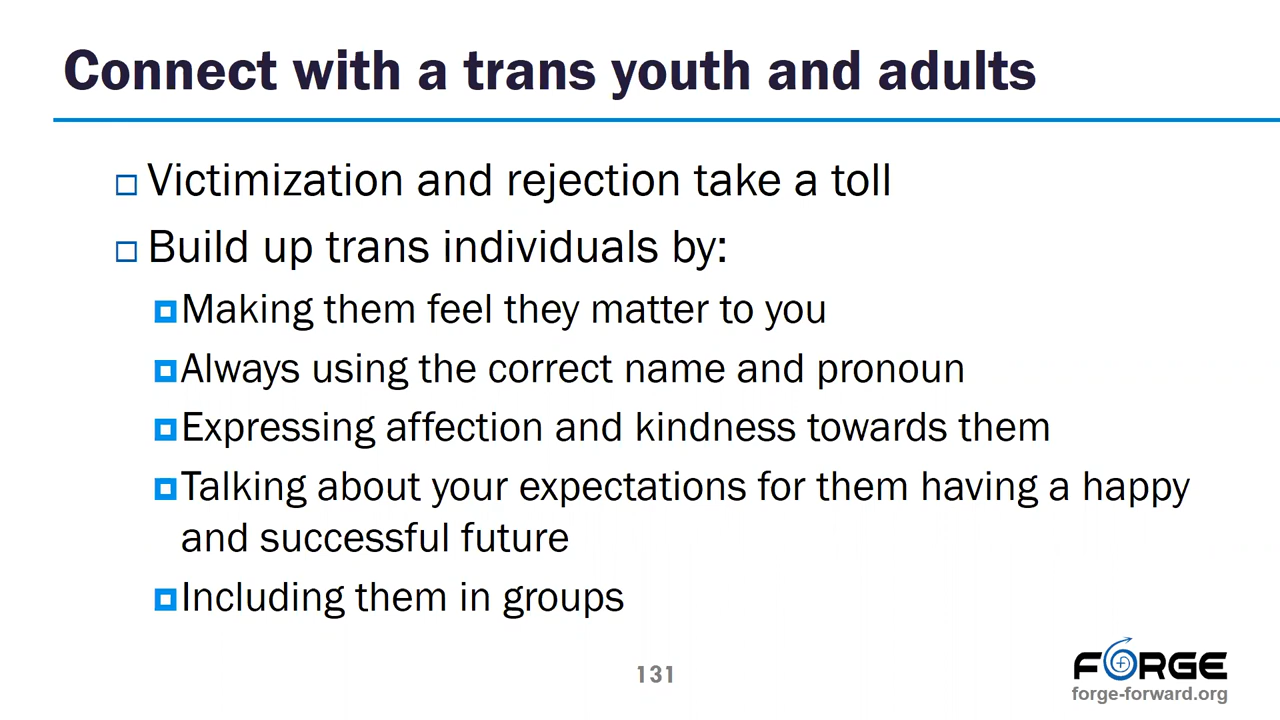 Connect with a trans youth and adults
Victimization and rejection take a toll
Build up trans individuals by:
Making them feel they matter to you
Always using the correct name and pronoun
Expressing affection and kindness towards them
Talking about your expectations for them having a happy
and successful future
Including them in groups
131
FORGE
forge-forward.org